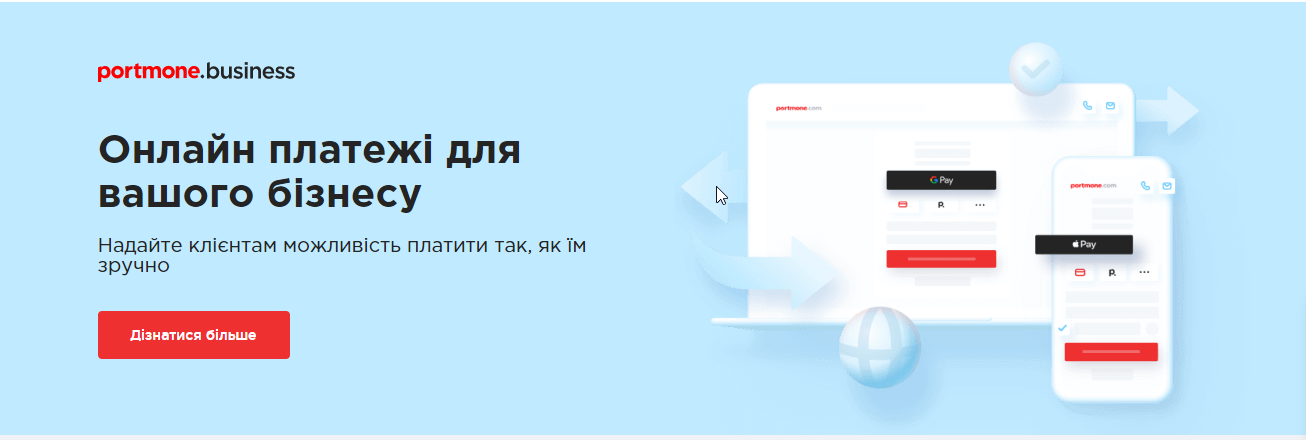 portmone.business
Онлайн платежі для
вашого бізнесу
Надайте клієнтам можливість платити так, як їм
зручно
Дізнатися більше
portmone.com
G Pay
p.
portmone.com
Pay
p.